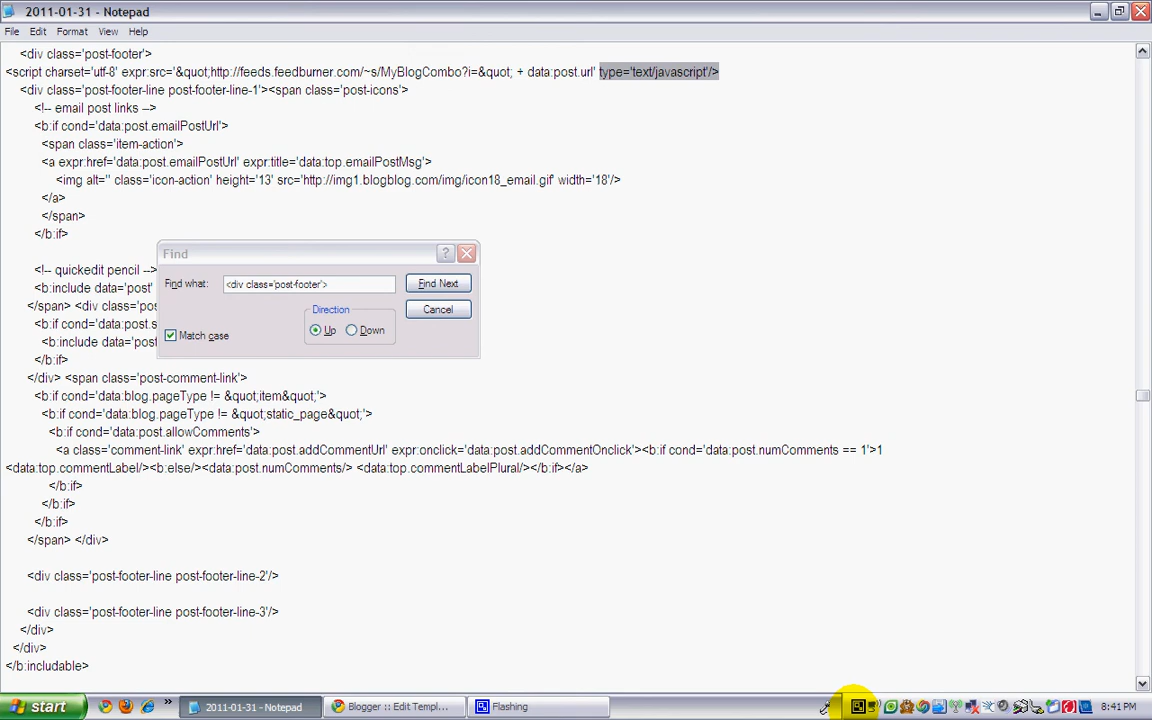 2011-01-31 - Notepad
File Edit Format View Help
<div class='post-footer'>
<script charset='utf-8' expr:src='&quot;http://feeds.feedburner.com/~s/MyBlogCombo?i=&quot; + data:post.url' type='text/javascript'/>
<div class='post-footer-line post-footer-line-1'><span class='post-icons'>
<!-- email post links -->
<b:if cond='data:post.emailPostUrl'>
<span class='item-action'>
<a expr:href='data:post.emailPostUrl' expr:title='data:top.emailPostMsg'>
<img alt='' class='icon-action' height='13' src='http://img1.blogblog.com/img/icon18_email.gif' width='18'/>
</a>
</span>
</b:if>
Find
<!-- quickedit pencil -->
Find what: <div class='post-footer'> Find Next
<b:include data='post'
</span> <div class='pos
Direction Cancel
<b:if cond='data:post.s
Up Down
Match case
<b:include data='post
</b:if>
</div> <span class='post-comment-link'>
<b:if cond='data:blog.pageType != &quot;item&quot;'>
<b:if cond='data:blog.pageType != &quot;static_page&quot;'>
<b:if cond='data:post.allowComments'>
<a class='comment-link' expr:href='data:post.addCommentUrl' expr:onclick='data:post.addCommentOnclick'><b:if cond='data:post.numComments == 1'>1
<data:top.commentLabel/><b:else/><data:post.numComments/> <data:top.commentLabelPlural/></b:if></a>
</b:if>
</b:if>
</b:if>
</span> </div>
<div class='post-footer-line post-footer-line-2'/>
<div class='post-footer-line post-footer-line-3'/>
</div>
</div>
</b:includable>
start » 2011-01-31 - Notepad Blogger :: Edit Templ... Flashing 8:41 PM